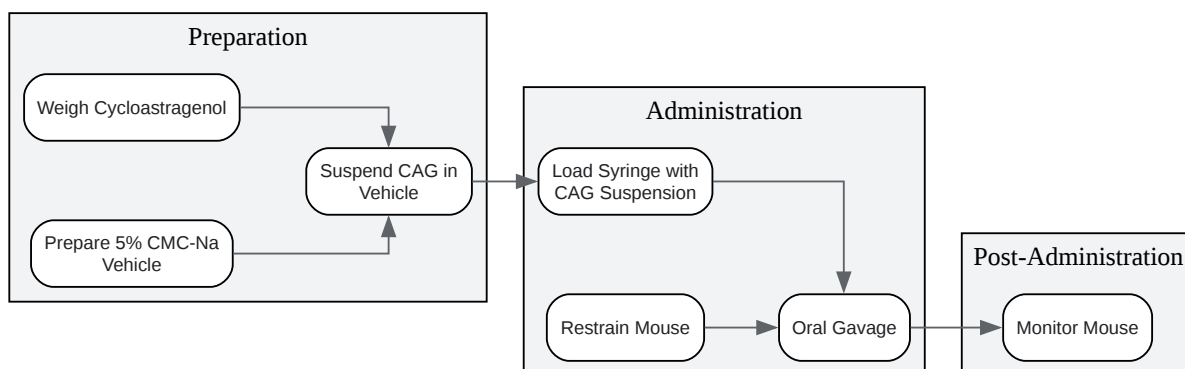 Preparation
Weigh Cycloastragenol
Suspend CAG in
Vehicle
Prepare 5% CMC-Na
Vehicle
Administration
Load Syringe with
CAG Suspension
Restrain Mouse
Oral Gavage
Post-Administration
Monitor Mouse